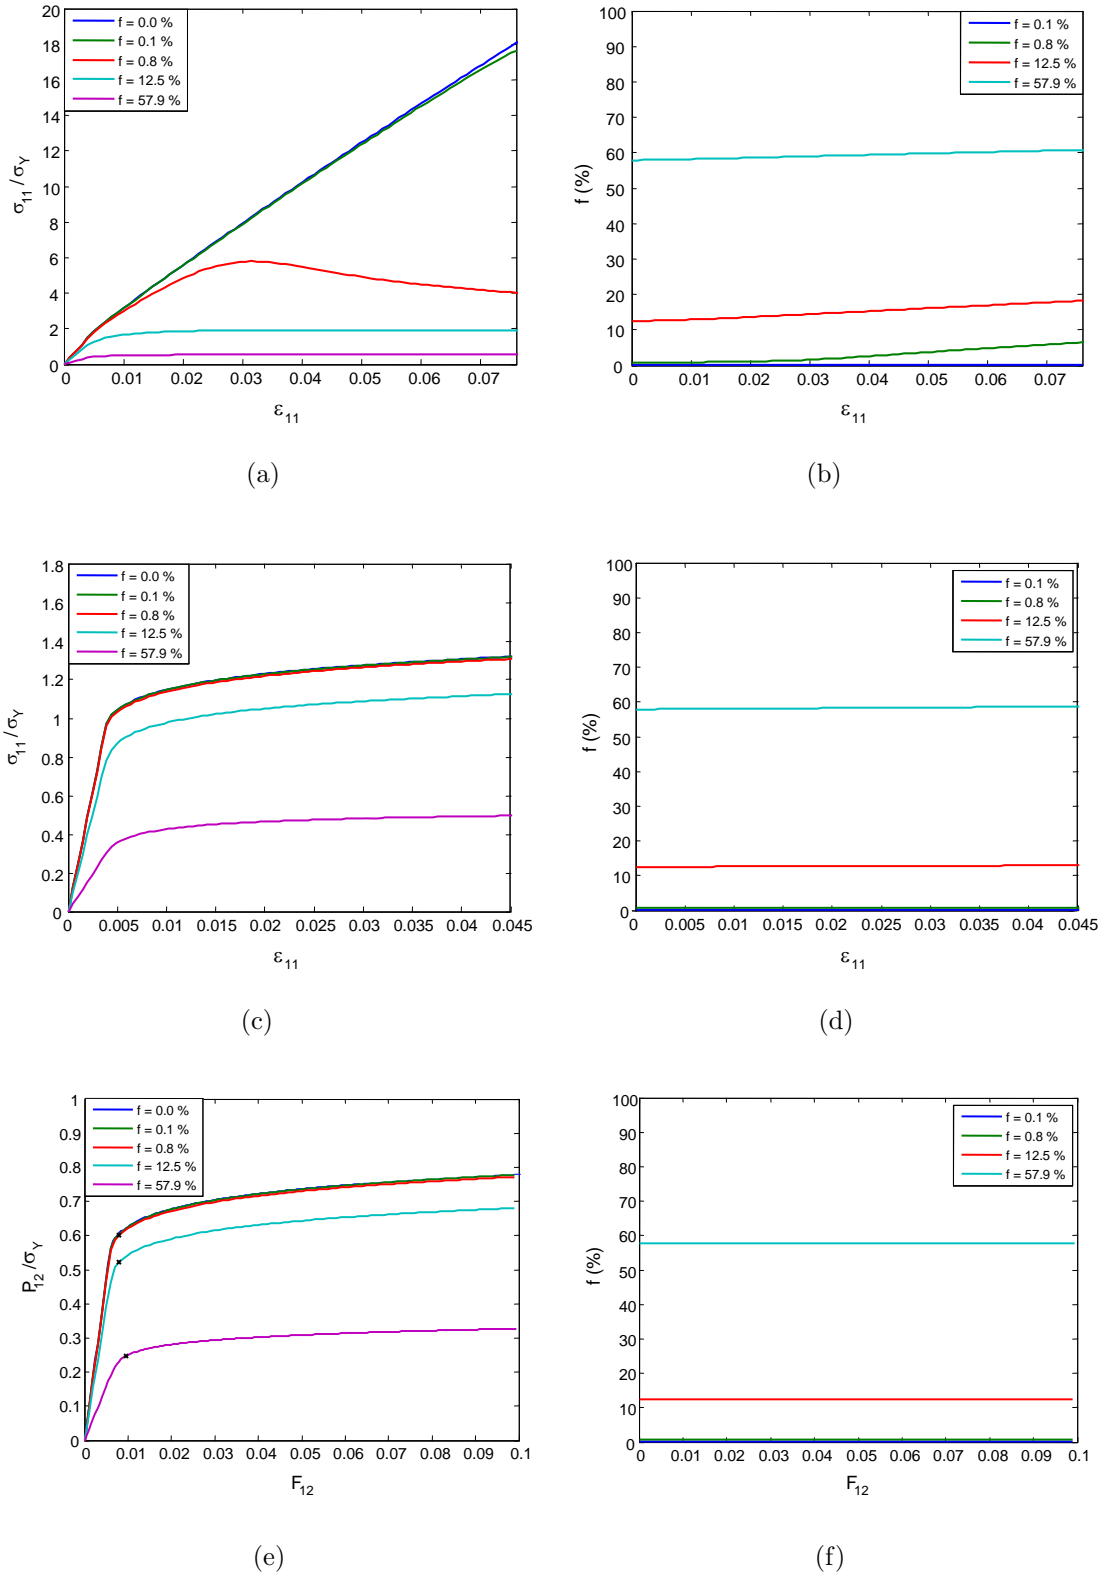 f = 0.0 %
f = 0.1 %
f = 0.8 %
f = 12.5 %
f = 57.9 %
20
18
16
14
12
10
8
6
4
2
0
σ11/σY
0 0.01 0.02 0.03 0.04 0.05 0.06 0.07
ε11
(a)
f = 0.1 %
f = 0.8 %
f = 12.5 %
f = 57.9 %
100
90
80
70
60
50
40
30
20
10
0
f (%)
0 0.01 0.02 0.03 0.04 0.05 0.06 0.07
ε11
(b)
f = 0.0 %
f = 0.1 %
f = 0.8 %
f = 12.5 %
f = 57.9 %
1.8
1.6
1.4
1.2
1
0.8
0.6
0.4
0.2
0
σ11/σY
0 0.005 0.01 0.015 0.02 0.025 0.03 0.035 0.04 0.045
ε11
(c)
f = 0.1 %
f = 0.8 %
f = 12.5 %
f = 57.9 %
100
90
80
70
60
50
40
30
20
10
0
f (%)
0 0.005 0.01 0.015 0.02 0.025 0.03 0.035 0.04 0.045
ε11
(d)
f = 0.0 %
f = 0.1 %
f = 0.8 %
f = 12.5 %
f = 57.9 %
1
0.9
0.8
0.7
0.6
0.5
0.4
0.3
0.2
0.1
0
P12/σY
0 0.01 0.02 0.03 0.04 0.05 0.06 0.07 0.08 0.09 0.1
F12
(e)
f = 0.1 %
f = 0.8 %
f = 12.5 %
f = 57.9 %
100
90
80
70
60
50
40
30
20
10
0
f (%)
0 0.01 0.02 0.03 0.04 0.05 0.06 0.07 0.08 0.09 0.1
F12
(f)